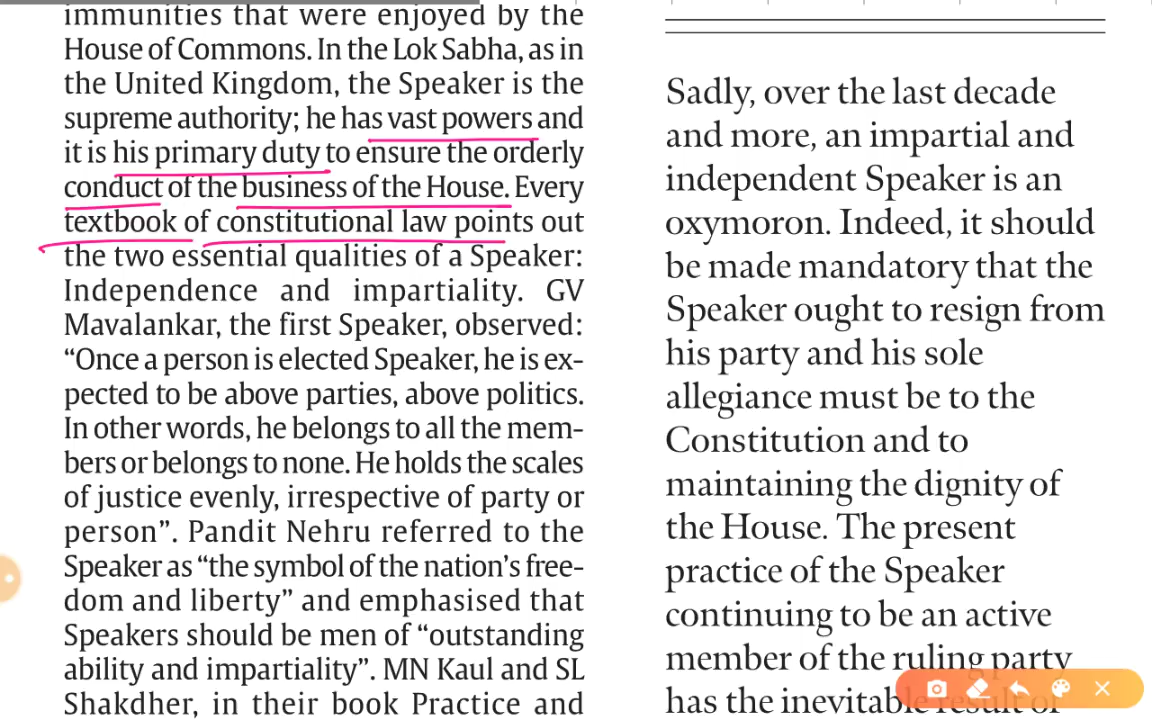 immunities that were enjoyed by the
House of Commons. In the Lok Sabha, as in
the United Kingdom, the Speaker is the
supreme authority; he has vast powers and
it is his primary duty to ensure the orderly
conduct of the business of the House. Every
textbook of constitutional law points out
the two essential qualities of a Speaker:
Independence and impartiality. GV
Mavalankar, the first Speaker, observed:
“Once a person is elected Speaker, he is ex-
pected to be above parties, above politics.
In other words, he belongs to all the mem-
bers or belongs to none. He holds the scales
of justice evenly, irrespective of party or
person”. Pandit Nehru referred to the
Speaker as “the symbol of the nation’s free-
dom and liberty” and emphasised that
Speakers should be men of “outstanding
ability and impartiality”. MN Kaul and SL
Shakdher, in their book Practice and
Sadly, over the last decade
and more, an impartial and
independent Speaker is an
oxymoron. Indeed, it should
be made mandatory that the
Speaker ought to resign from
his party and his sole
allegiance must be to the
Constitution and to
maintaining the dignity of
the House. The present
practice of the Speaker
continuing to be an active
member of the ruling party
has the inevitable result of